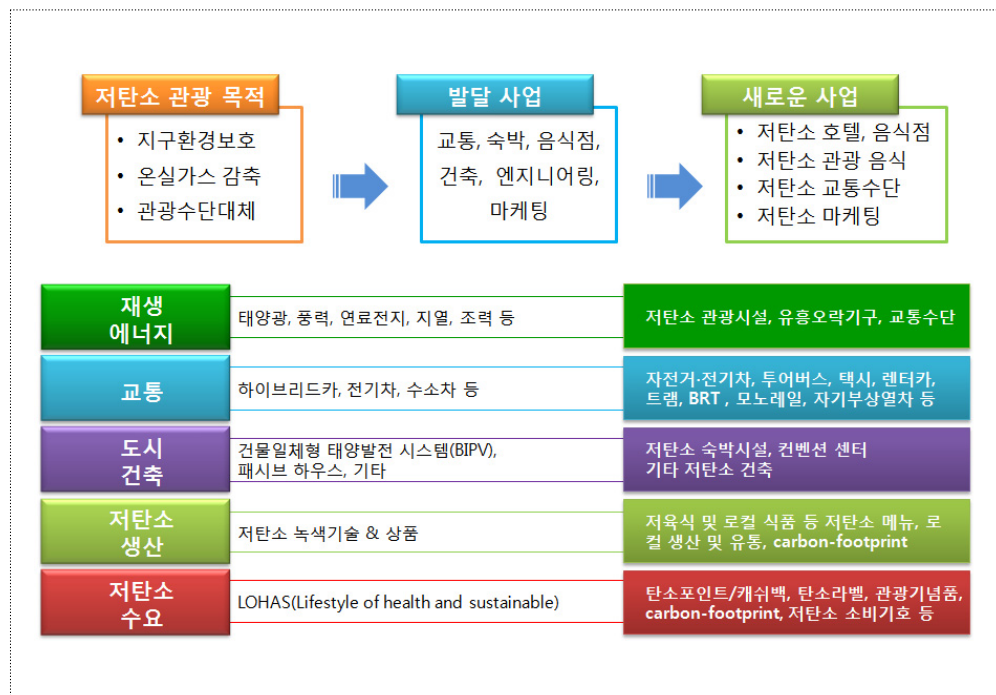 저탄소 관광 목적
• 지구환경보호
• 온실가스 감축
• 관광수단대체
발달 사업
교통, 숙박, 음식점,
건축, 엔지니어링,
마케팅
새로운 사업
• 저탄소 호텔, 음식점
• 저탄소 관광 음식
• 저탄소 교통수단
• 저탄소 마케팅
재생
에너지
태양광, 풍력, 연료전지, 지열, 조력 등
저탄소 관광시설, 유흥오락기구, 교통수단
교통
하이브리드카, 전기차, 수소차 등
자전거·전기차, 투어버스, 택시, 렌터카,
트램, BRT , 모노레일, 자기부상열차 등
도시
건축
건물일체형 태양발전 시스템(BIPV),
패시브 하우스, 기타
저탄소 숙박시설, 컨벤션 센터
기타 저탄소 건축
저탄소
생산
저탄소 녹색기술 & 상품
저육식 및 로컬 식품 등 저탄소 메뉴, 로
컬 생산 및 유통, carbon-footprint
저탄소
수요
LOHAS(Lifestyle of health and sustainable)
탄소포인트/캐쉬백, 탄소라벨, 관광기념품,
carbon-footprint, 저탄소 소비기호 등